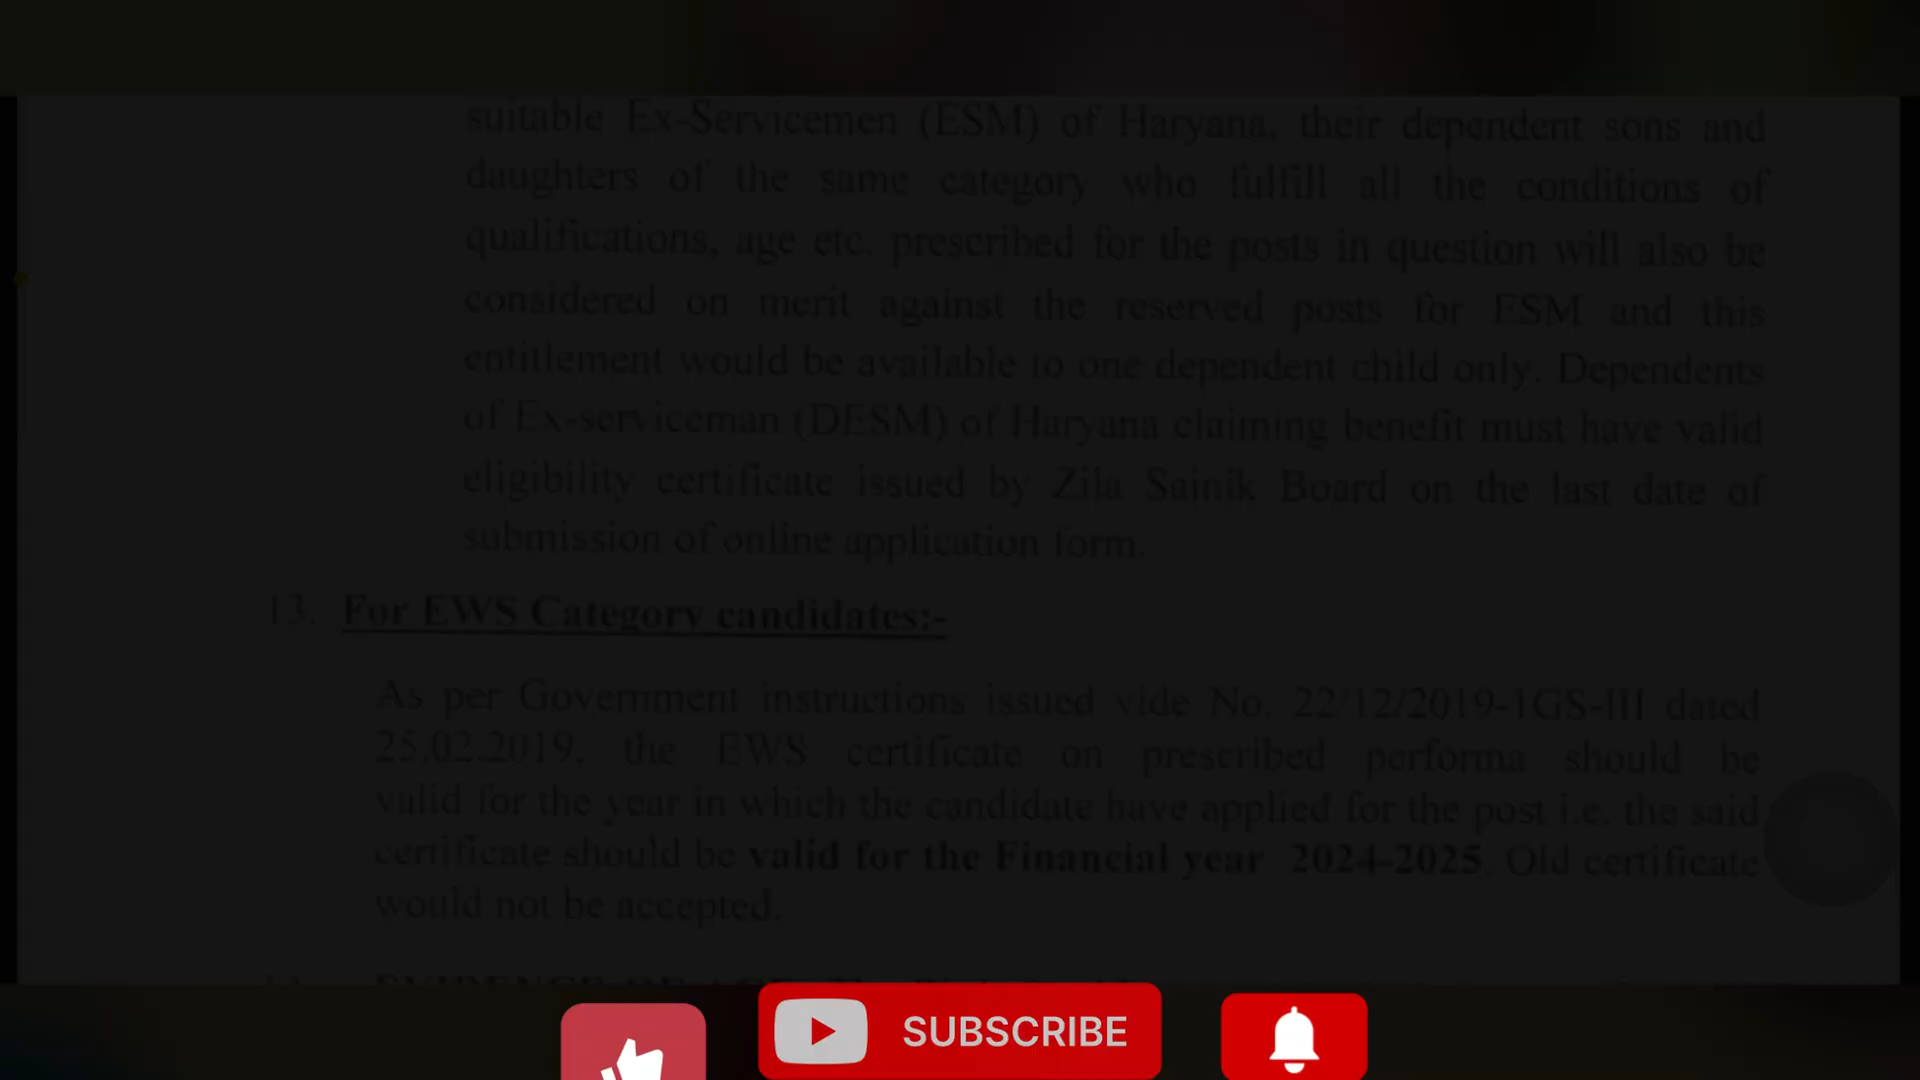 suitable Ex-Servicemen (ESM) of Haryana, their dependent sons and
daughters of the same category who fulfill all the conditions of
qualifications, age etc. prescribed for the posts in question will also be
considered on merit against the reserved posts for ESM and this
entitlement would be available to one dependent child only. Dependents
of Ex-serviceman (DESM) of Haryana claiming benefit must have valid
eligibility certificate issued by Zila Sainik Board on the last date of
submission of online application form.
13. For EWS Category candidates:-
As per Government instructions issued vide No. 22/12/2019-1GS-III dated
25.02.2019, the EWS certificate on prescribed performa should be
valid for the year in which the candidate have applied for the post i.e. the said
certificate should be valid for the Financial year 2024-2025. Old certificate
would not be accepted.
SUBSCRIBE